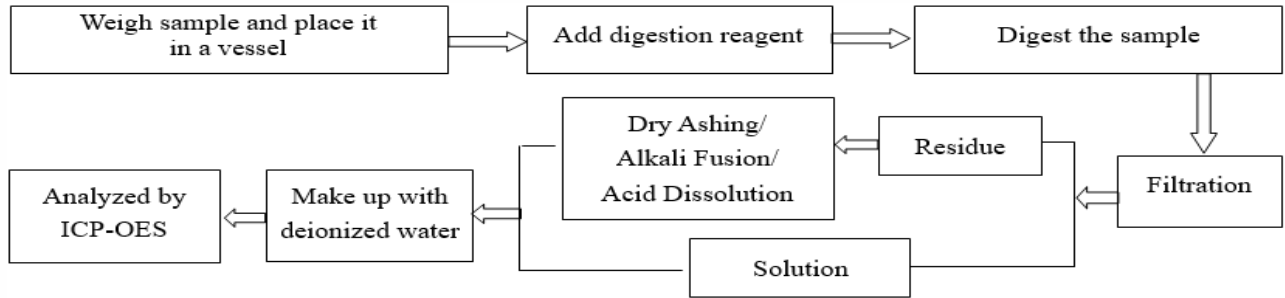 Weigh sample and place it
in a vessel
Add digestion reagent
Digest the sample
Filtration
Residue
Dry Ashing/
Alkali Fusion/
Acid Dissolution
Solution
Make up with
deionized water
Analyzed by
ICP-OES